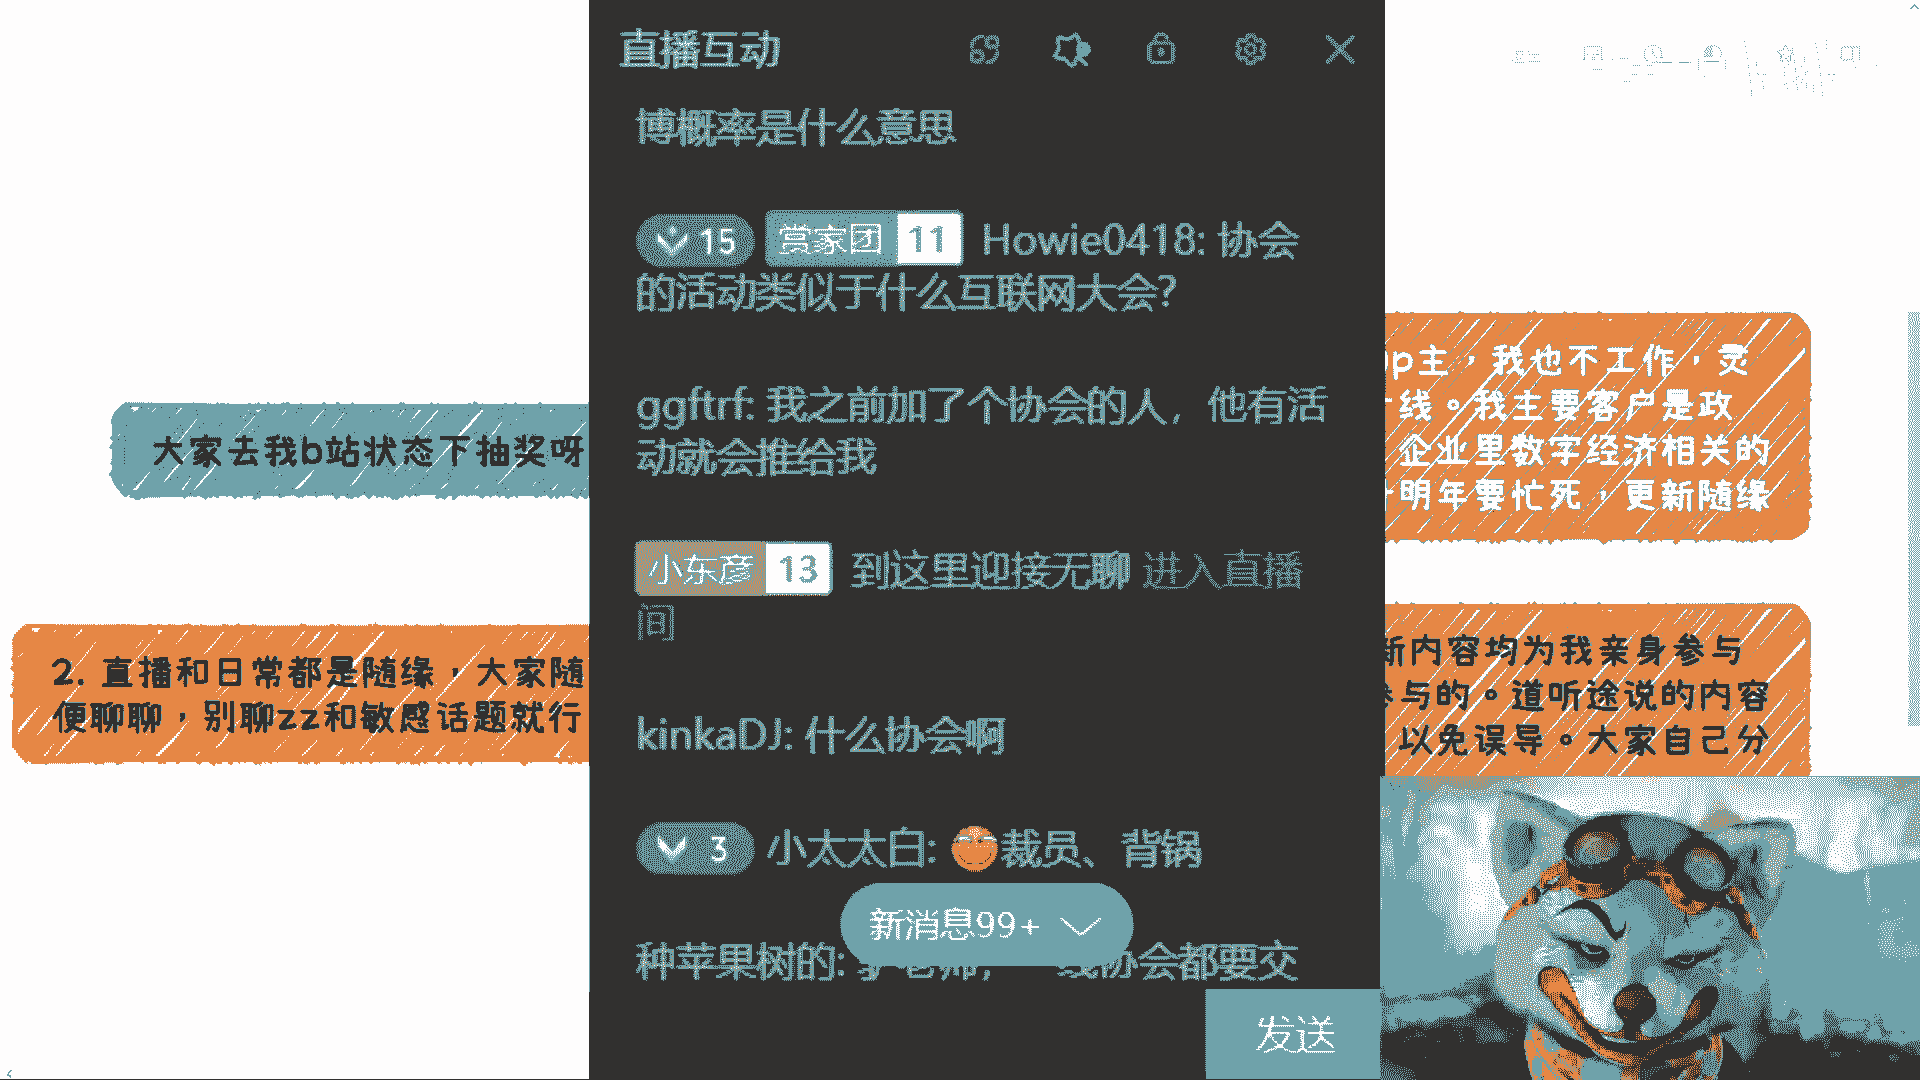 直播互动
博概率是什么意思
15 赏家团 11 Howie0418: 协会
的活动类似于什么互联网大会?
ggftrf: 我之前加了个协会的人，他有活
动就会推给我
小东彦 13 到这里迎接无聊 进入直播
间
kinkaDJ: 什么协会啊
3 小太太白: 裁员、背锅
新消息99+
种苹果树的: 协会都要交
发送
大家去我b站状态下抽奖呀
2. 直播和日常都是随缘，大家随
便聊聊，别聊zz和敏感话题就行
p主，我也不工作，灵
线。我主要客户是政
企业里数字经济相关的
明年要忙死，更新随缘
新内容均为我亲身参与
参与的。道听途说的内容
以免误导。大家自己分